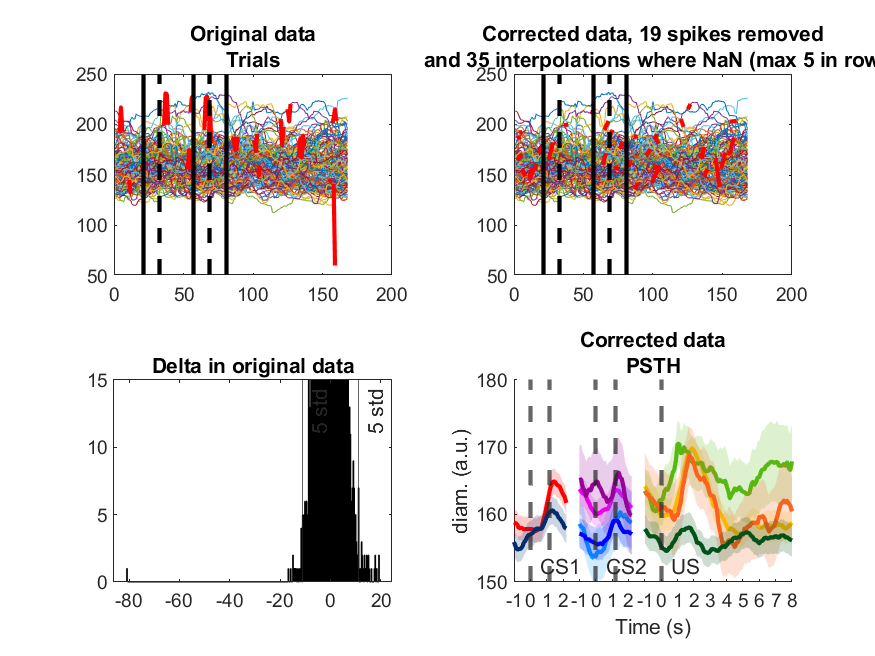 Original data
Trials
250
200
150
100
50
0 50 100 150 200
Corrected data, 19 spikes removed
and 35 interpolations where NaN (max 5 in row
250
200
150
100
50
0 50 100 150 200
Delta in original data
15
10
5
0
5 std 5 std
-80 -60 -40 -20 0 20
Corrected data
PSTH
180
170
160
150
diam. (a.u.)
CS1 CS2 US
-1 0 1 2 -1 0 1 2 -1 0 1 2 3 4 5 6 7 8
Time (s)